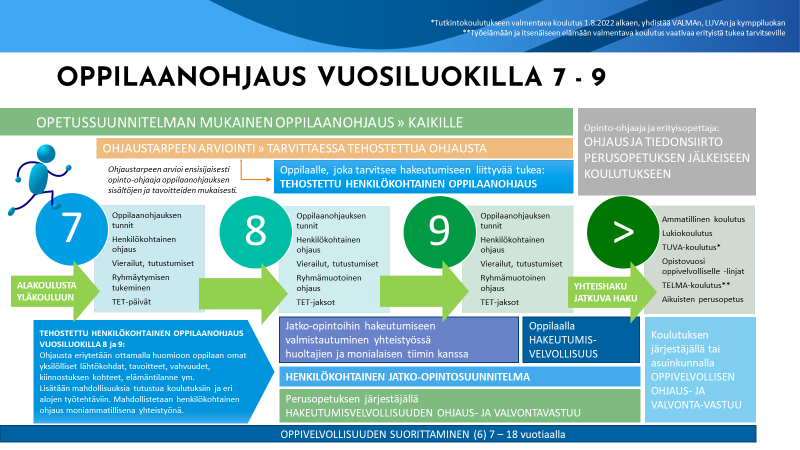 *Tutkintokoulutukseen valmentava koulutus 1.8.2022 alkaen, yhdistää VALMAn, LUVAn ja kymppiluokan
**Työelämään ja itsenäiseen elämään valmentava koulutus vaativaa erityistä tukea tarvitseville
OPPILAANOHJAUS VUOSILUOKILLA 7 - 9
OPETUSSUUNNITELMAN MUKAINEN OPPILAANOHJAUS » KAIKILLE
OHJAUSTARPEEN ARVIOINTI » TARVITTAESSA TEHOSTETTUA OHJAUSTA
Opinto-ohjaaja ja erityisopettaja:
OHJAUS JA TIEDONSIIRTO
PERUSOPETUKSEN JÄLKEISEEN
KOULUTUKSEEN
Ohjaustarpeen arvioi ensisijaisesti
opinto-ohjaaja oppilaanohjauksen
sisältöjen ja tavoitteiden mukaisesti.
Oppilaalle, joka tarvitsee hakeutumiseen liittyvää tukea:
TEHOSTETTU HENKILÖKOHTAINEN OPPILAANOHJAUS
7
Oppilaanohjauksen
tunnit
Henkilökohtainen
ohjaus
Vierailut, tutustumiset
Ryhmäytymisen
tukeminen
TET-päivät
8
Oppilaanohjauksen
tunnit
Henkilökohtainen
ohjaus
Vierailut, tutustumiset
Ryhmämuotoinen
ohjaus
TET-jaksot
9
Oppilaanohjauksen
tunnit
Henkilökohtainen
ohjaus
Vierailut, tutustumiset
Ryhmämuotoinen
ohjaus
TET-jaksot
>
Ammatillinen koulutus
Lukiokoulutus
TUVA-koulutus*
Opistovuosi
oppivelvolliselle -linjat
TELMA-koulutus**
Aikuisten perusopetus
ALAKOULUSTA
YLÄKOULUUN
YHTEISHAKU
JATKUVA HAKU
TEHOSTETTU HENKILÖKOHTAINEN OPPILAANOHJAUS
VUOSILUOKILLA 8 ja 9:
Ohjausta eriytetään ottamalla huomioon oppilaan omat
yksilölliset lähtökohdat, tavoitteet, vahvuudet,
kiinnostuksen kohteet, elämäntilanne ym.
Lisätään mahdollisuuksia tutustua koulutuksiin ja eri
alojen työtehtäviin. Mahdollistetaan henkilökohtainen
ohjaus moniammatillisena yhteistyönä.
Jatko-opintoihin hakeutumiseen
valmistautuminen yhteistyössä
huoltajien ja monialaisen tiimin kanssa
Oppilaalla
HAKEUTUMIS-
VELVOLLISUUS
HENKILÖKOHTAINEN JATKO-OPINTOSUUNNITELMA
Perusopetuksen järjestäjällä
HAKEUTUMISVELVOLLISUUDEN OHJAUS- JA VALVONTAVASTUU
Koulutuksen
järjestäjällä tai
asuinkunnalla
OPPIVELVOLLISEN
OHJAUS- JA
VALVONTA-VASTUU
OPPIVELVOLLISUUDEN SUORITTAMINEN (6) 7 – 18 vuotiaalla